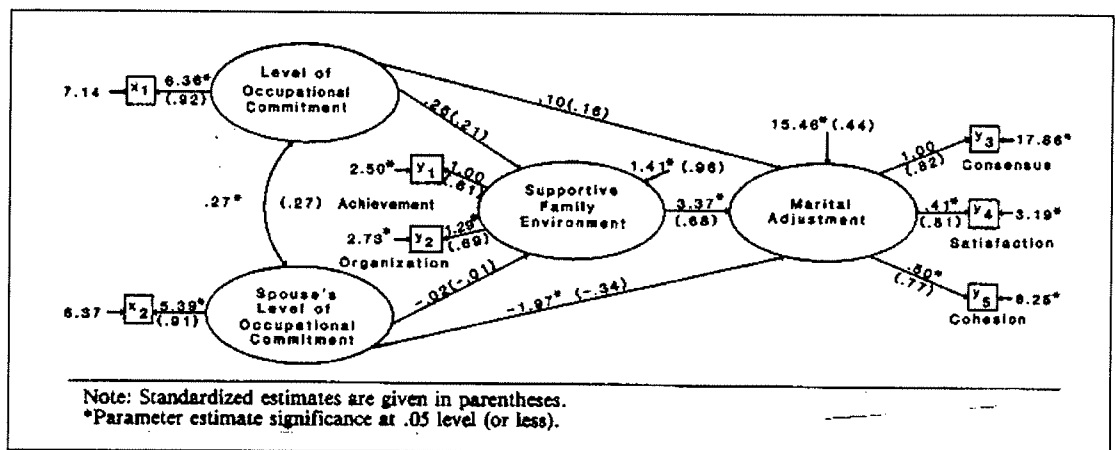 Level of
Occupational
Commitment
7.14
x1
6.36*
(.92)
.26(.21)
.10(.16)
15.46* (.44)
2.50*
y1
1.00
(.61)
Achievement
2.73*
y2
1.29*
(.69)
Organization
.27*
(.27)
Supportive
Family
Environment
1.41* (.96)
3.37*
(.68)
Marital
Adjustment
1.00
(.82)
y3
17.86*
Consensus
.41*
(.81)
y4
3.19*
Satisfaction
.50*
(.77)
y5
6.25*
Cohesion
6.37
x2
5.39*
(.91)
Spouse's
Level of
Occupational
Commitment
-.02(-.01)
-1.97* (-.34)
Note: Standardized estimates are given in parentheses.
*Parameter estimate significance at .05 level (or less).